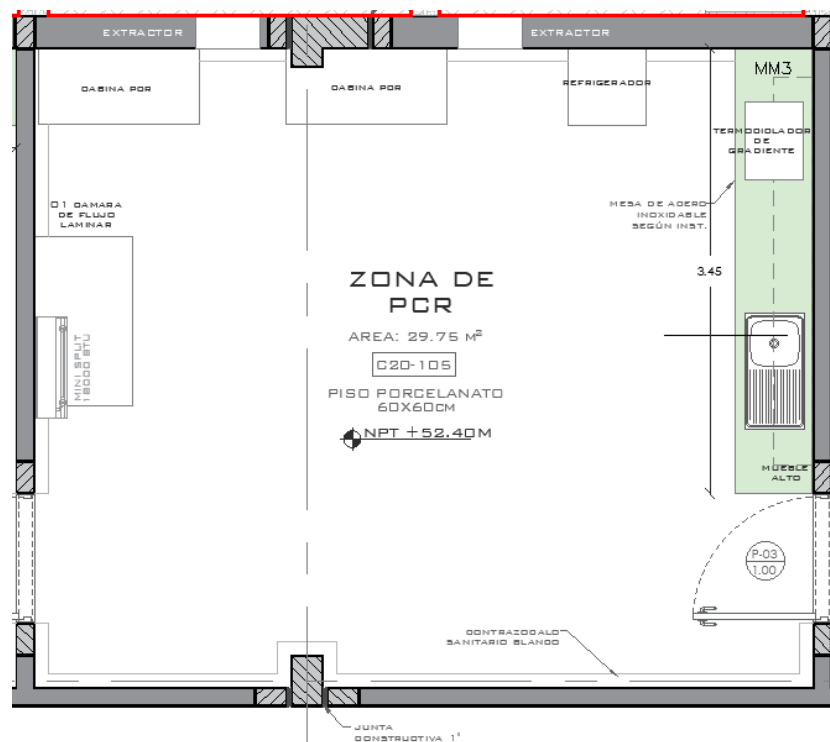 EXTRACTOR
EXTRACTOR
CABINA PCR
CABINA PCR
REFRIGERADOR
MM3
TERMOCICLADOR
DE
GRADIENTE
01 CAMARA
DE FLUJO
LAMINAR
MESA DE ACERO
INOXIDABLE
SEGÚN INST.
3.45
ZONA DE
PCR
AREA: 29.75 M²
C20-105
PISO PORCELANATO
60X60CM
NPT +52.40M
MINI SPLIT
18000 BTU
MUEBLE
ALTO
P-03
1.00
CONTRAZOCALO
SANITARIO BLANCO
JUNTA
CONSTRUCTIVA 1"